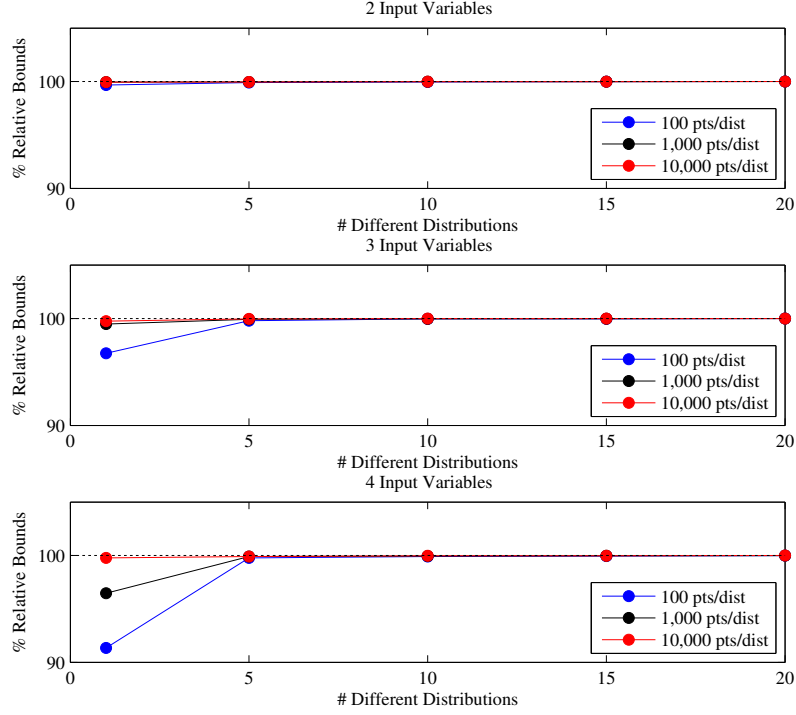 2 Input Variables
% Relative Bounds
100
90
0 5 10 15 20
# Different Distributions
100 pts/dist
1,000 pts/dist
10,000 pts/dist
3 Input Variables
% Relative Bounds
100
90
0 5 10 15 20
# Different Distributions
100 pts/dist
1,000 pts/dist
10,000 pts/dist
4 Input Variables
% Relative Bounds
100
90
0 5 10 15 20
# Different Distributions
100 pts/dist
1,000 pts/dist
10,000 pts/dist